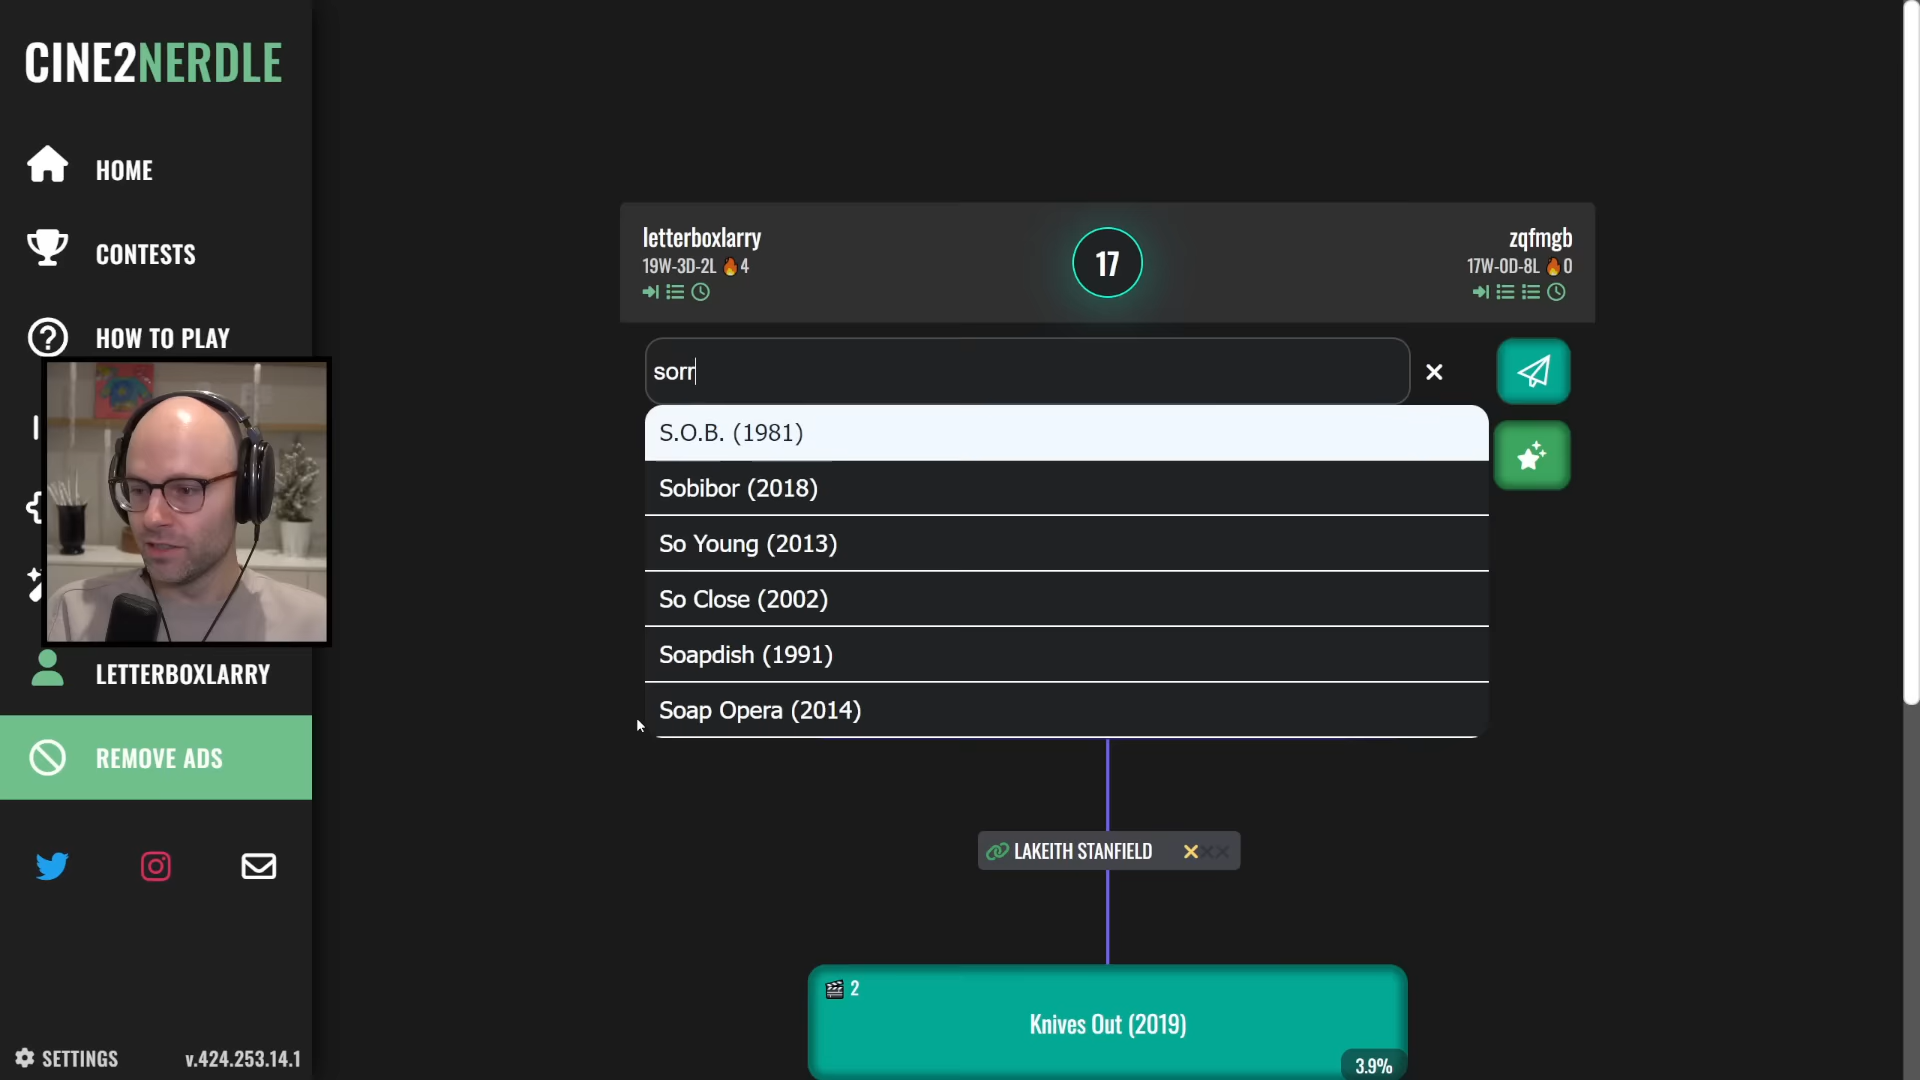 CINE2NERDLE
HOME
CONTESTS
HOW TO PLAY
LETTERBOXLARRY
REMOVE ADS
SETTINGS
v.424.253.14.1
letterboxlarry
19W-3D-2L 4
17
zqfmgb
17W-0D-8L 0
sorr
S.O.B. (1981)
Sobibor (2018)
So Young (2013)
So Close (2002)
Soapdish (1991)
Soap Opera (2014)
LAKEITH STANFIELD
2
Knives Out (2019)
3.9%